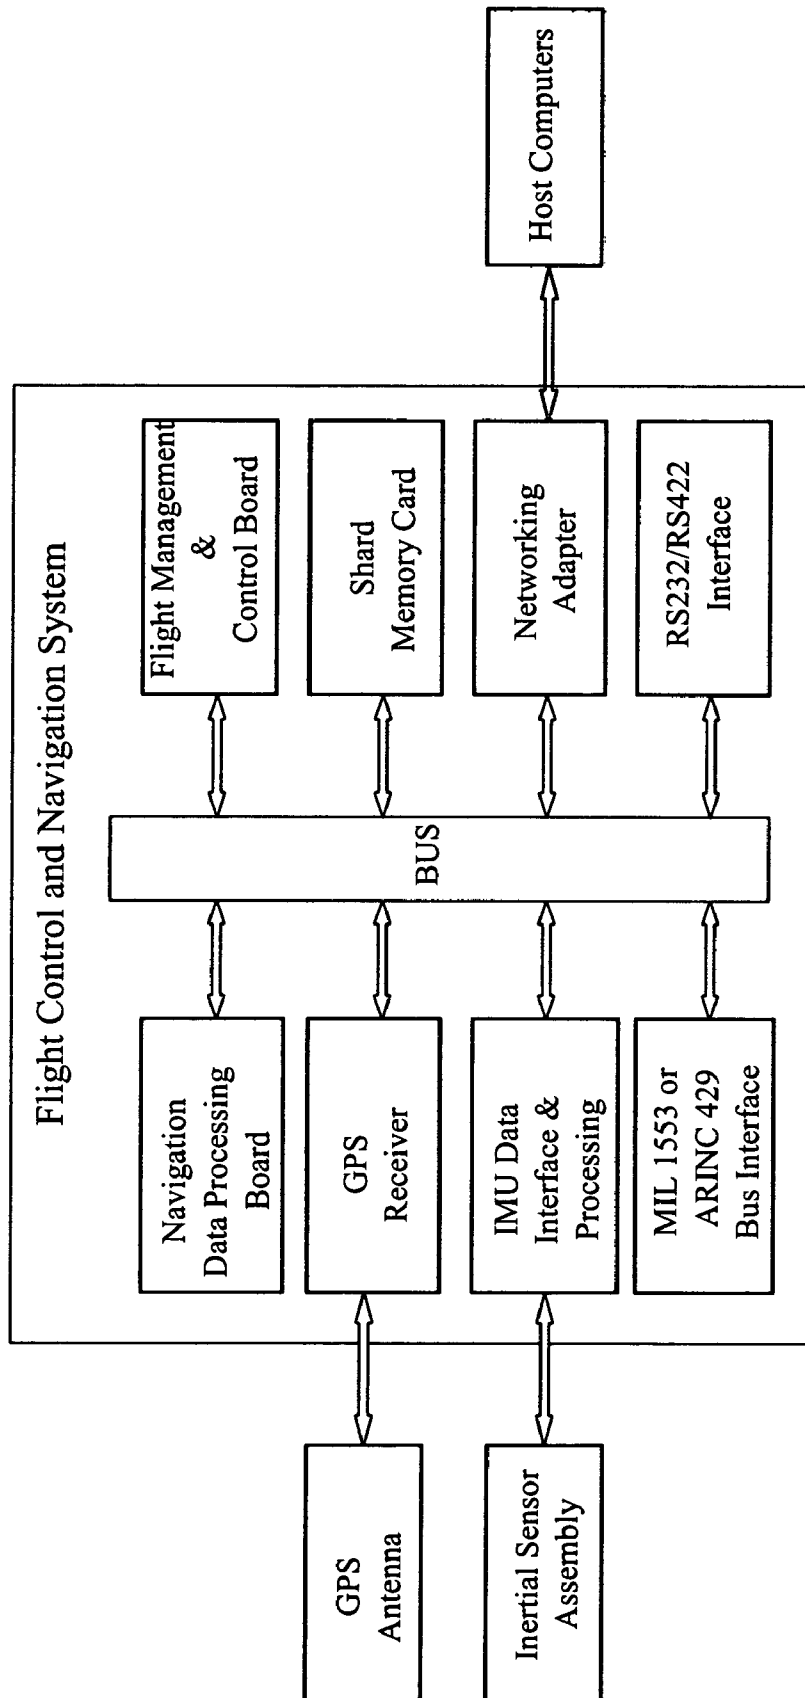 Flight Control and Navigation System
Navigation
Data Processing
Board
Flight Management
&
Control Board
GPS
Antenna
GPS
Receiver
Shard
Memory Card
BUS
Inertial Sensor
Assembly
IMU Data
Interface &
Processing
Networking
Adapter
Host Computers
MIL 1553 or
ARINC 429
Bus Interface
RS232/RS422
Interface